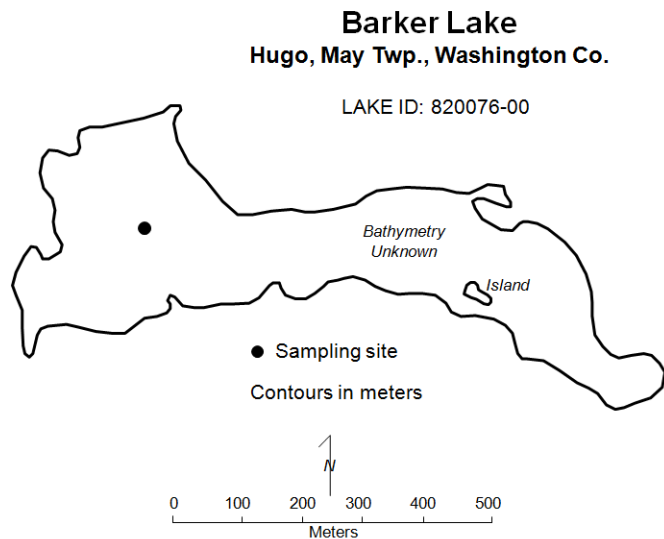 Barker Lake
Hugo, May Twp., Washington Co.
LAKE ID: 820076-00
Bathymetry
Unknown
Island
Sampling site
Contours in meters
N
0 100 200 300 400 500
Meters